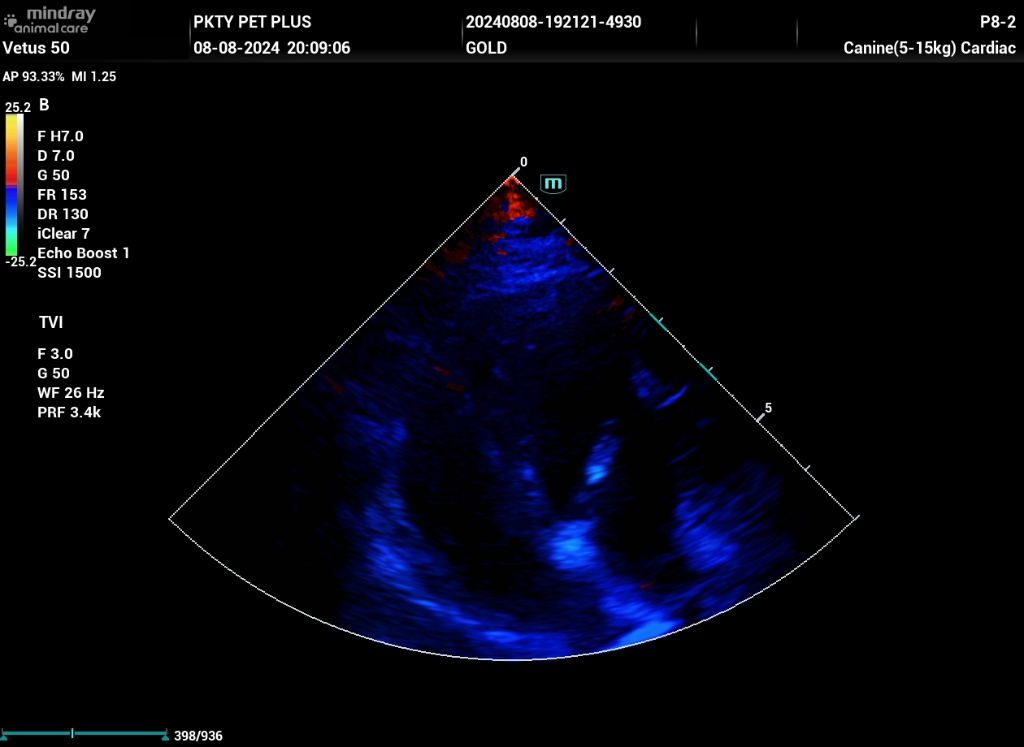 mindray
animalcare
Vetus 50
PKTY PET PLUS
08-08-2024 20:09:06
20240808-192121-4930
GOLD
P8-2
Canine(5-15kg) Cardiac
AP 93.33% MI 1.25
25.2
B
F H7.0
D 7.0
G 50
FR 153
DR 130
iClear 7
Echo Boost 1
-25.2
SSI 1500
TVI
F 3.0
G 50
WF 26 Hz
PRF 3.4k
0
m
5
398/936